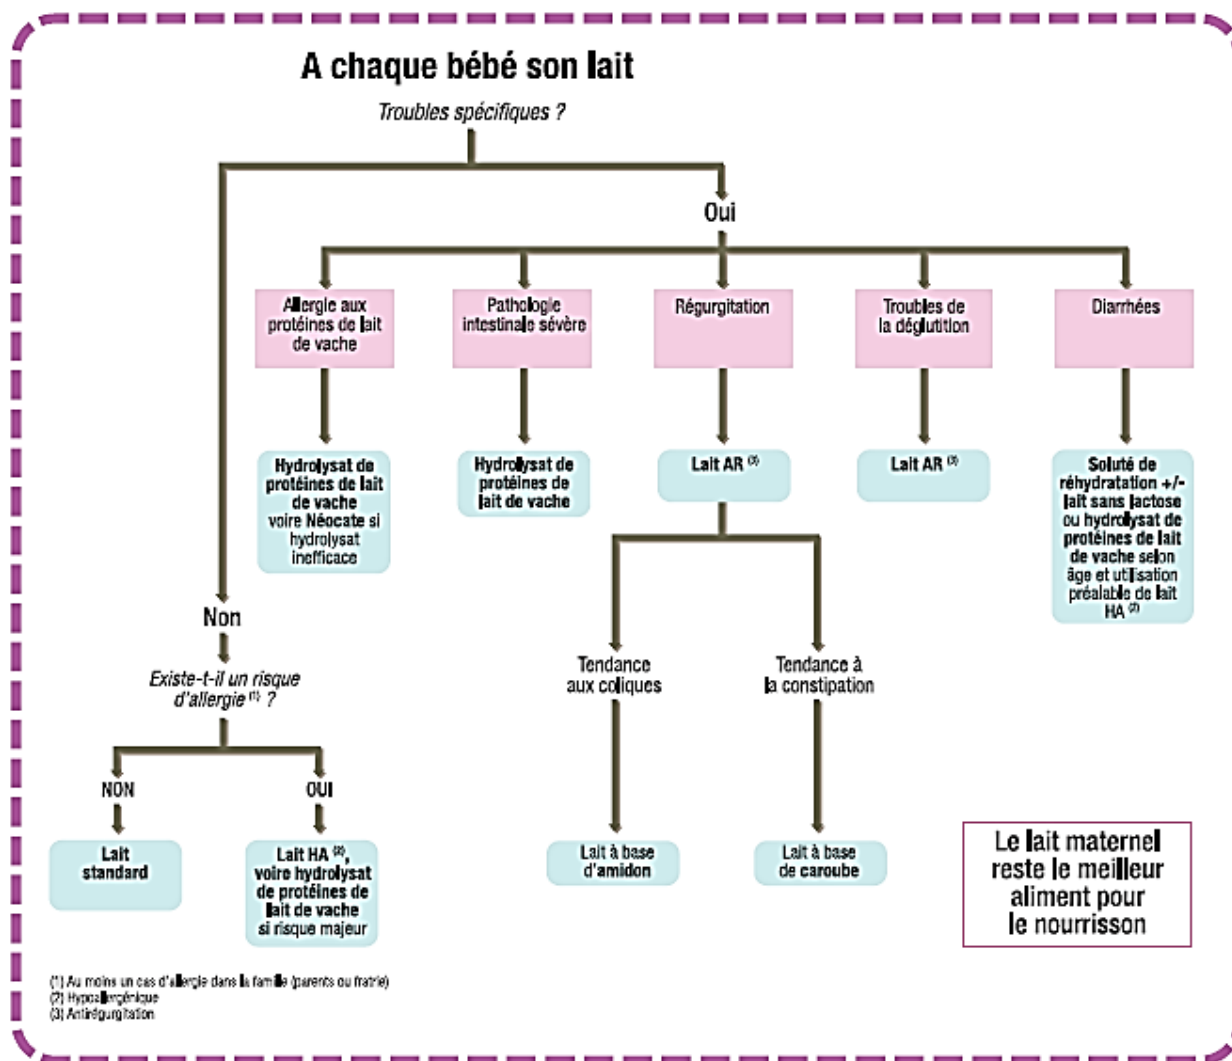 A chaque bébé son lait
Troubles spécifiques ?
Oui
Allergie aux
protéines de lait
de vache
Pathologie
intestinale sévère
Régurgitation
Troubles de
la déglutition
Diarrhées
Hydrolysat de
protéines de lait
de vache
voire Néocate si
hydrolysat
inefficace
Hydrolysat de
protéines de
lait de vache
Lait AR (3)
Lait AR (3)
Soluté de
réhydratation +/-
lait sans lactose
ou hydrolysat de
protéines de lait
de vache selon
âge et utilisation
préalable de lait
HA (2)
Non
Existe-t-il un risque
d'allergie (1) ?
Tendance
aux coliques
Tendance à
la constipation
NON
OUI
Lait
standard
Lait HA (2),
voire hydrolysat
de protéines de
lait de vache
si risque majeur
Lait à base
d'amidon
Lait à base
de caroube
Le lait maternel
reste le meilleur
aliment pour
le nourrisson
(1) Au moins un cas d'allergie dans la famille (parents ou fratrie)
(2) Hypoallergénique
(3) Antirégurgitation